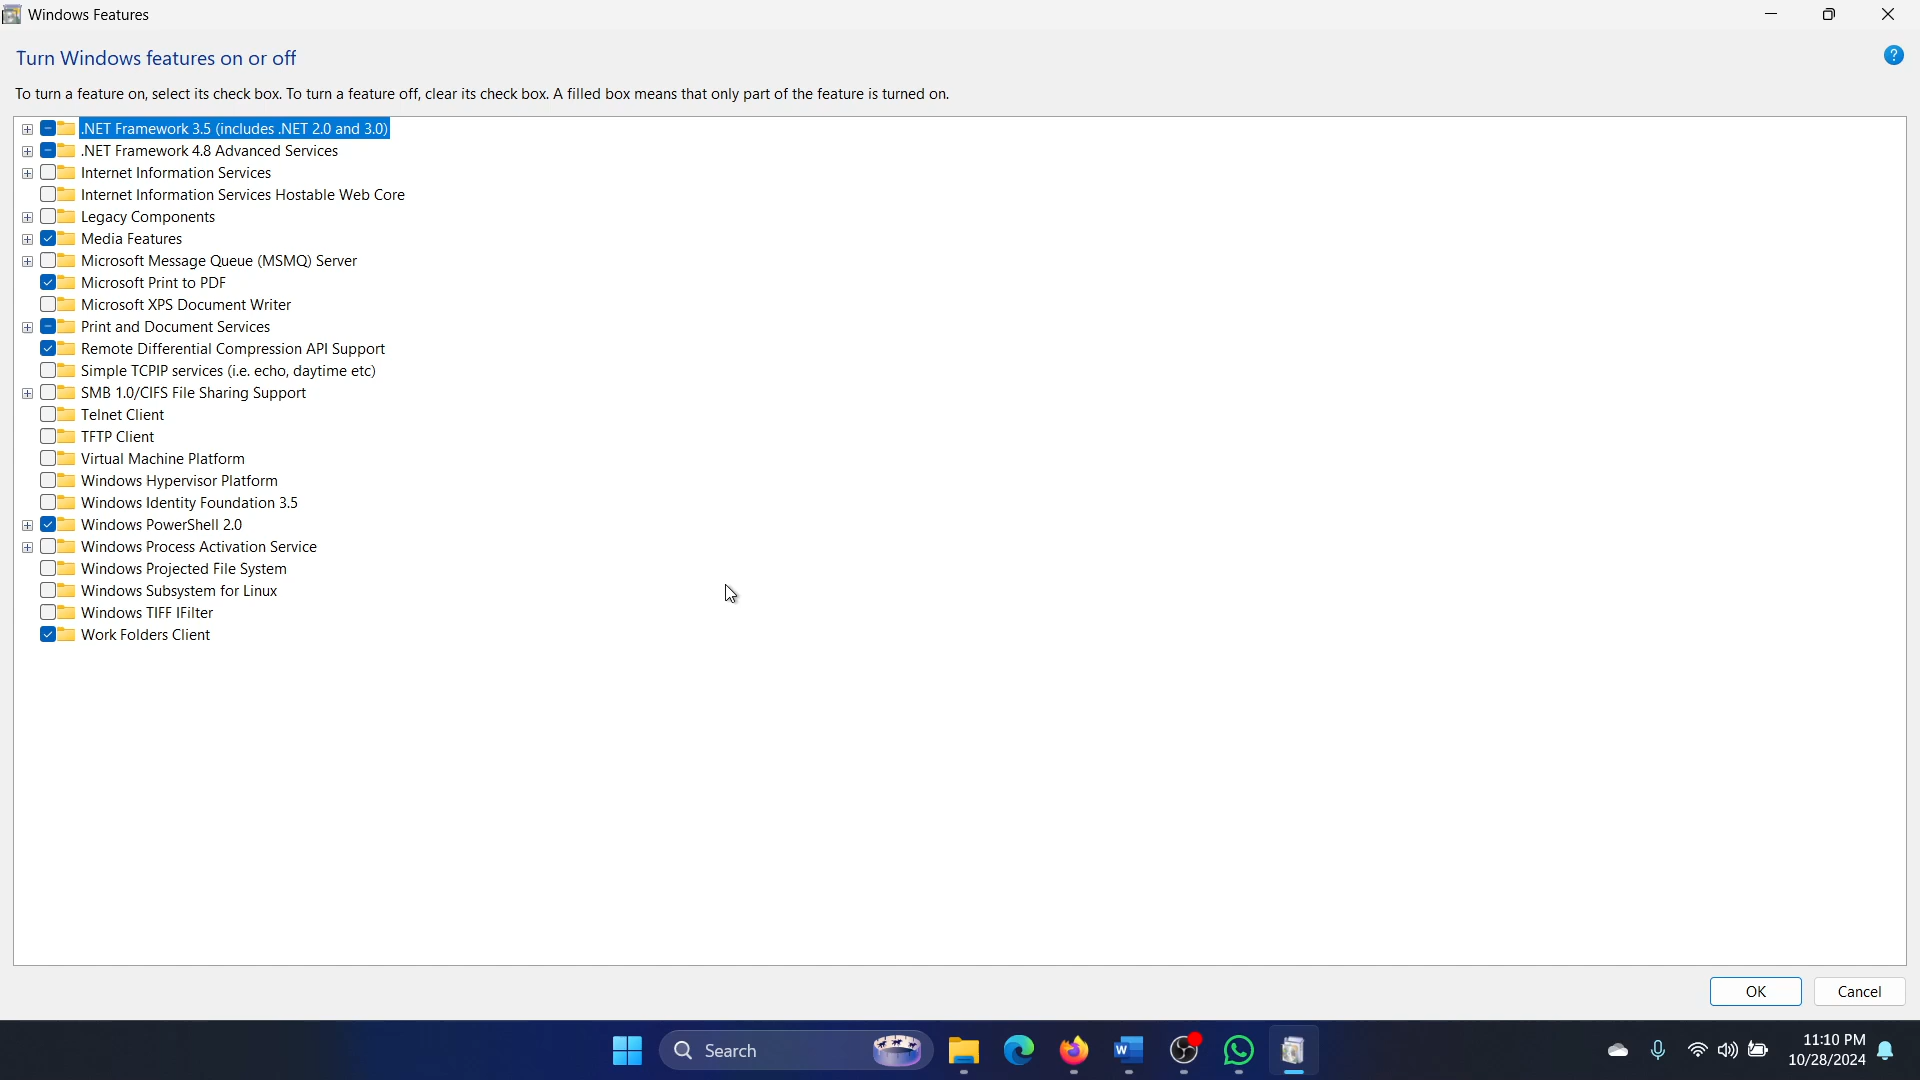 Windows Features
Turn Windows features on or off
?
To turn a feature on, select its check box. To turn a feature off, clear its check box. A filled box means that only part of the feature is turned on.
.NET Framework 3.5 (includes .NET 2.0 and 3.0)
.NET Framework 4.8 Advanced Services
Internet Information Services
Internet Information Services Hostable Web Core
Legacy Components
Media Features
Microsoft Message Queue (MSMQ) Server
Microsoft Print to PDF
Microsoft XPS Document Writer
Print and Document Services
Remote Differential Compression API Support
Simple TCPIP services (i.e. echo, daytime etc)
SMB 1.0/CIFS File Sharing Support
Telnet Client
TFTP Client
Virtual Machine Platform
Windows Hypervisor Platform
Windows Identity Foundation 3.5
Windows PowerShell 2.0
Windows Process Activation Service
Windows Projected File System
Windows Subsystem for Linux
Windows TIFF IFilter
Work Folders Client
OK Cancel
Search W 11:10 PM
10/28/2024